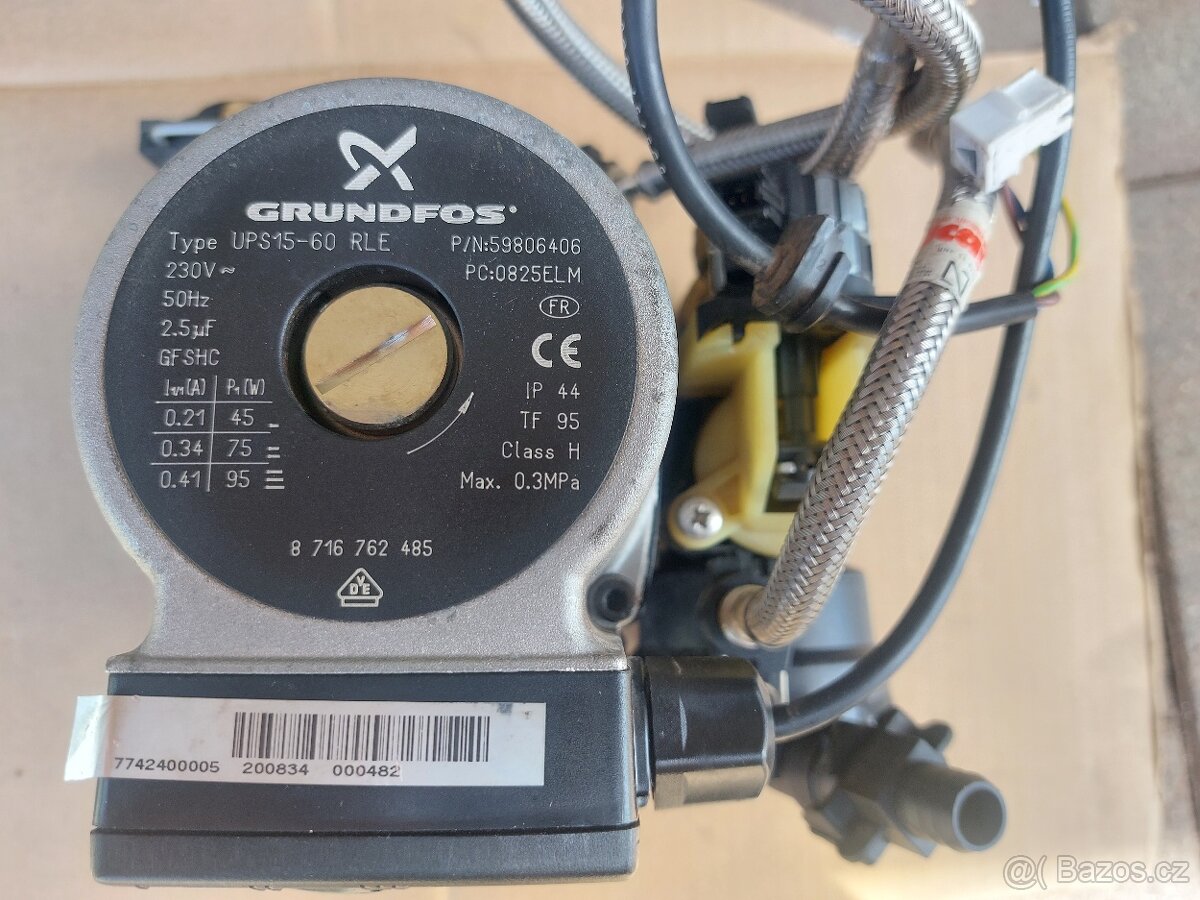 GRUNDFOS
Type UPS15-60 RLE P/N:59806406
230V~ PC:0825ELM
50Hz FR
2.5µF CE
GFSHC
I1/1(A) P1(W) IP 44
0.21 45 TF 95
0.34 75 Class H
0.41 95 Max. 0.3MPa
8 716 762 485
VDE
7742400005 200834 000482
@( Bazos.cz